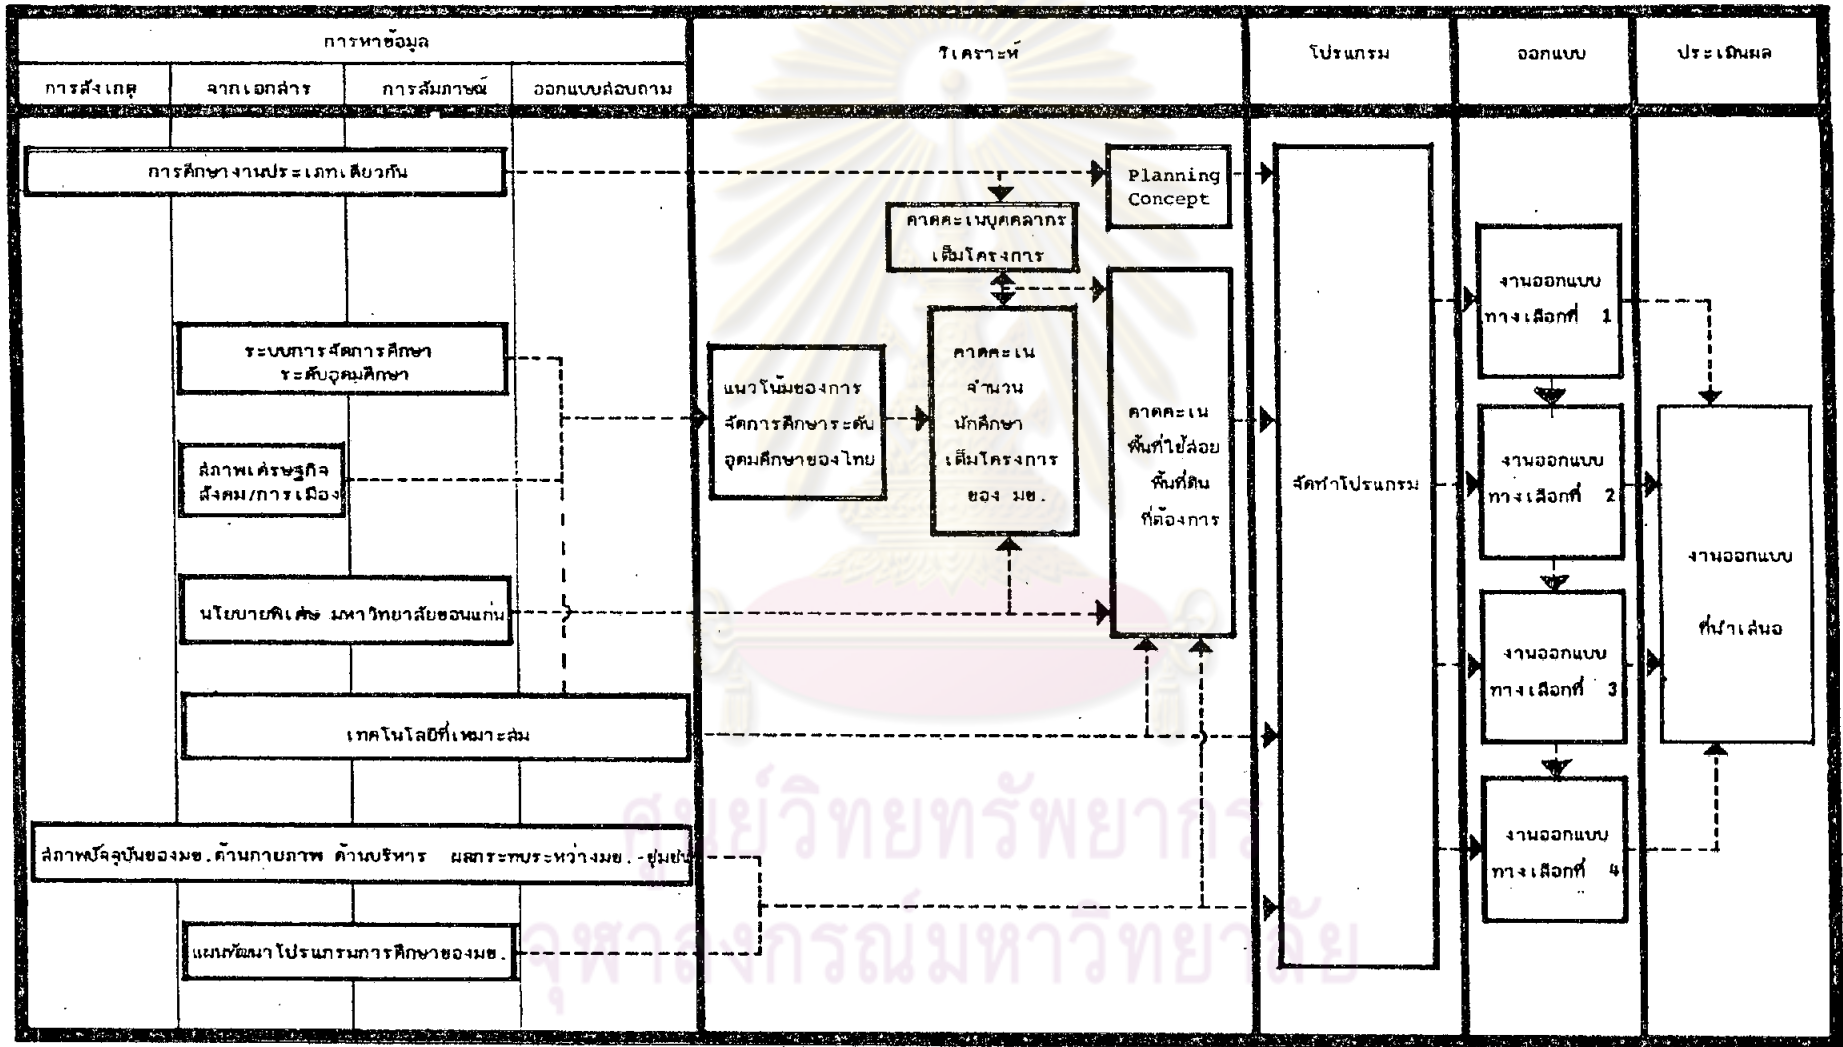 การหาข้อมูล
วิเคราะห์
โปรแกรม
ออกแบบ
ประเมินผล
การสังเกตุ
จากเอกสาร
การสัมภาษณ์
ออกแบบสอบถาม
การศึกษางานประเภทเดียวกัน
Planning
Concept
คาดคะเนบุคคลากร
เต็มโครงการ
ระบบการจัดการศึกษา
ระดับอุดมศึกษา
สภาพเศรษฐกิจ
สังคม/การเมือง
แนวโน้มของการ
จัดการศึกษาระดับ
อุดมศึกษาของไทย
คาดคะเน
จำนวน
นักศึกษา
เต็มโครงการ
ของ มข.
คาดคะเน
พื้นที่ใช้สอย
พื้นที่ดิน
ที่ต้องการ
นโยบายพิเศษ มหาวิทยาลัยขอนแก่น
เทคโนโลยีที่เหมาะสม
สภาพปัจจุบันของมข.ด้านกายภาพ ด้านบริหาร ผลกระทบระหว่างมข.-ชุมชน
แผนพัฒนาโปรแกรมการศึกษาของมข.
จัดทำโปรแกรม
งานออกแบบ
ทางเลือกที่ 1
งานออกแบบ
ทางเลือกที่ 2
งานออกแบบ
ทางเลือกที่ 3
งานออกแบบ
ทางเลือกที่ 4
งานออกแบบ
ที่นำเสนอ
ศูนย์วิทยทรัพยากร
จุฬาลงกรณ์มหาวิทยาลัย